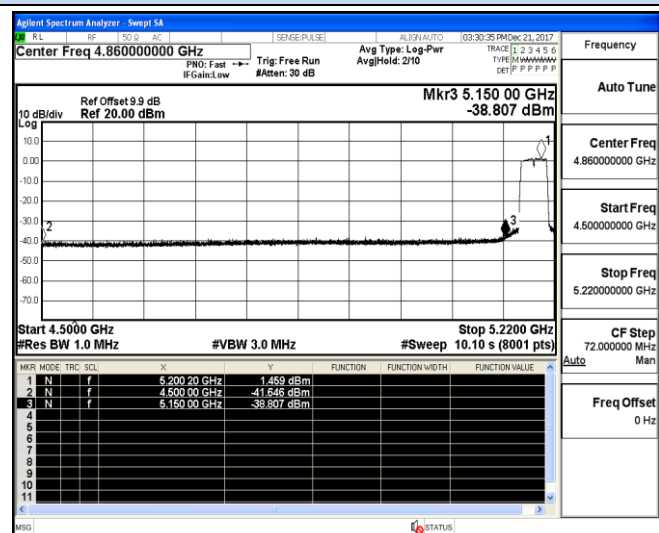 Agilent Spectrum Analyzer - Swept SA
RL RF 50 Ω AC SENSE:PULSE ALIGN AUTO 03:30:35 PM Dec 21, 2017
Center Freq 4.860000000 GHz Avg Type: Log-Pwr TRACE 1 2 3 4 5 6
PNO: Fast Trig: Free Run Avg|Hold: 2/10 TYPE M
IFGain:Low #Atten: 30 dB DET P P P P P P
Mkr3 5.150 00 GHz
Ref Offset 9.9 dB
10 dB/div Ref 20.00 dBm -38.807 dBm
Log
10.0
0.00
-10.0
-20.0
-30.0
-40.0
-50.0
-60.0
-70.0
1
2
3
Start 4.5000 GHz Stop 5.2200 GHz
#Res BW 1.0 MHz #VBW 3.0 MHz #Sweep 10.10 s (8001 pts)
MKR MODE TRC SCL X Y FUNCTION FUNCTION WIDTH FUNCTION VALUE
1 N f 5.200 20 GHz 1.459 dBm
2 N f 4.500 00 GHz -41.646 dBm
3 N f 5.150 00 GHz -38.807 dBm
4
5
6
7
8
9
10
11
MSG STATUS
Frequency
Auto Tune
Center Freq
4.860000000 GHz
Start Freq
4.500000000 GHz
Stop Freq
5.220000000 GHz
CF Step
72.000000 MHz
Auto Man
Freq Offset
0 Hz